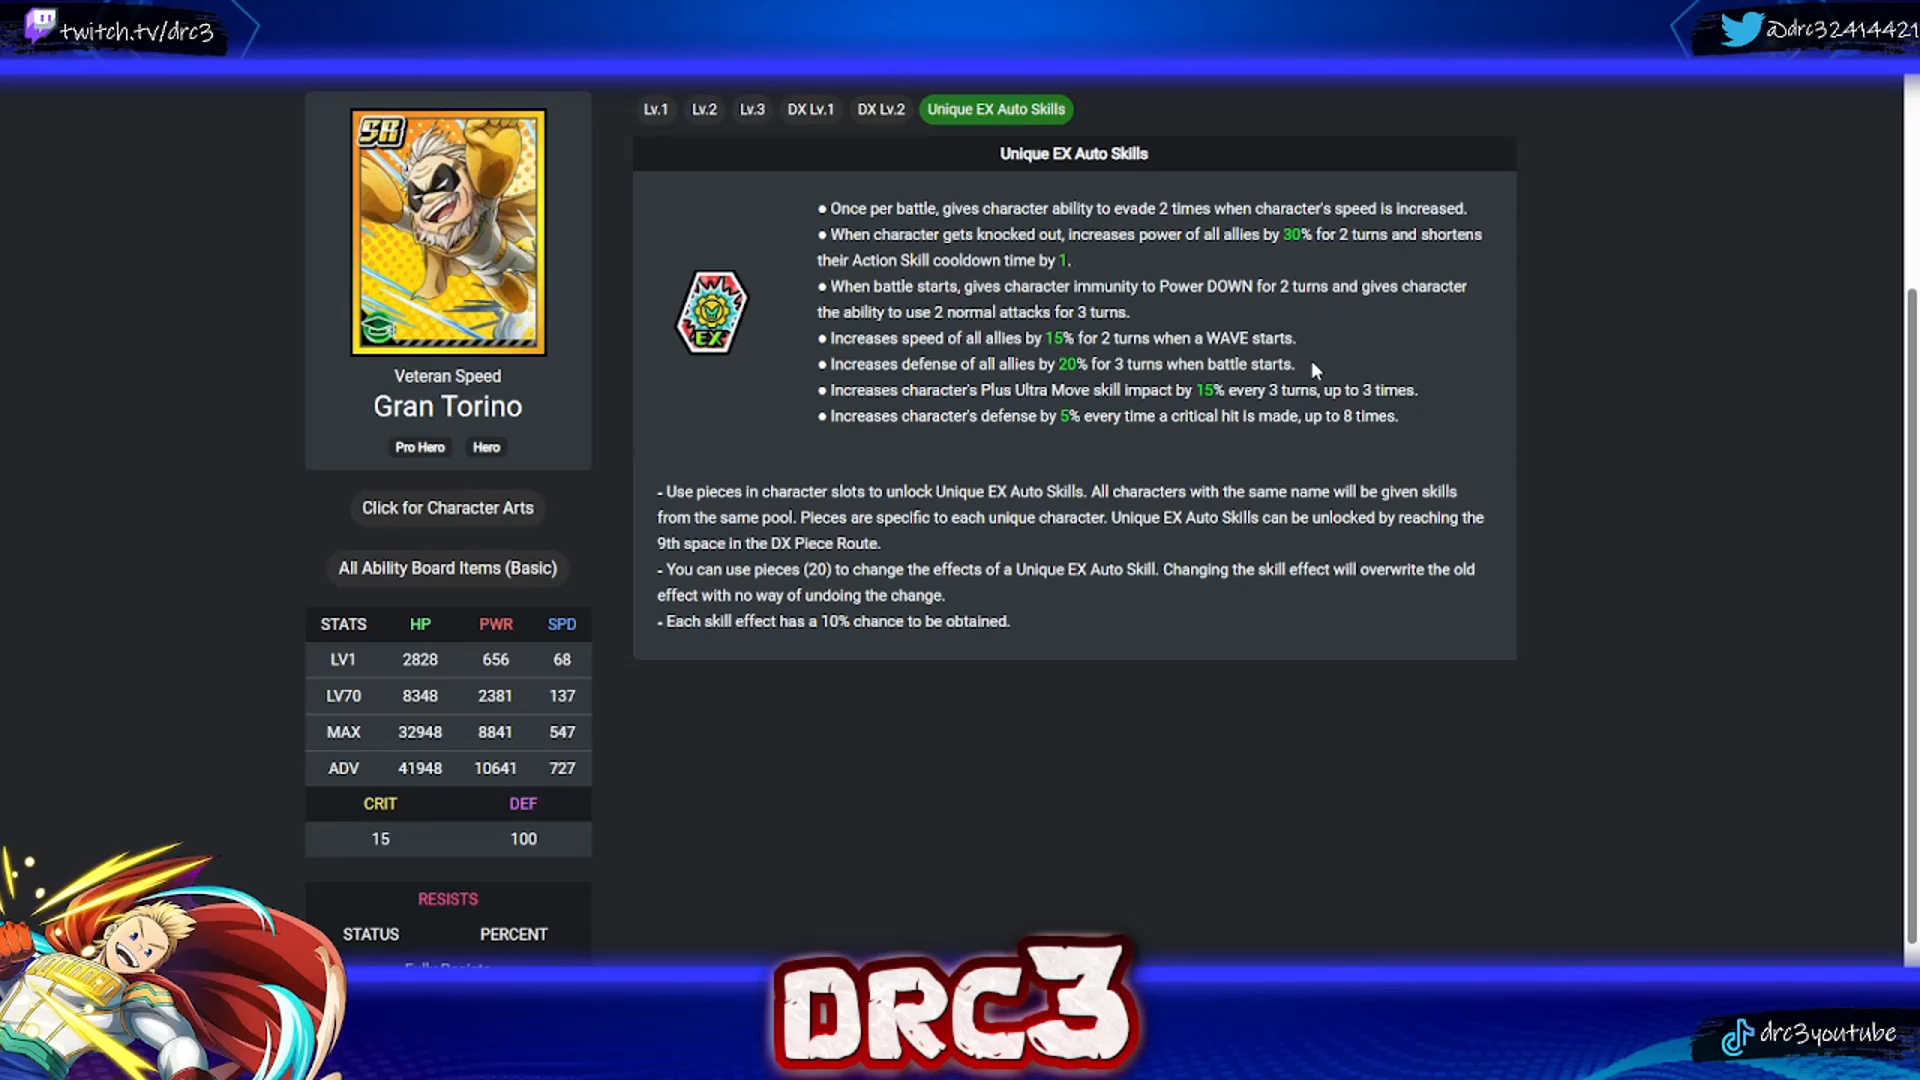 twitch.tv/drc3
@drc32414421
SR
Veteran Speed
Gran Torino
Pro Hero Hero
Click for Character Arts
All Ability Board Items (Basic)
STATS HP PWR SPD
LV1 2828 656 68
LV70 8348 2381 137
MAX 32948 8841 547
ADV 41948 10641 727
CRIT DEF
15 100
RESISTS
STATUS PERCENT
Lv.1 Lv.2 Lv.3 DX Lv.1 DX Lv.2 Unique EX Auto Skills
Unique EX Auto Skills
EX
● Once per battle, gives character ability to evade 2 times when character's speed is increased.
● When character gets knocked out, increases power of all allies by 30% for 2 turns and shortens
their Action Skill cooldown time by 1.
● When battle starts, gives character immunity to Power DOWN for 2 turns and gives character
the ability to use 2 normal attacks for 3 turns.
● Increases speed of all allies by 15% for 2 turns when a WAVE starts.
● Increases defense of all allies by 20% for 3 turns when battle starts.
● Increases character's Plus Ultra Move skill impact by 15% every 3 turns, up to 3 times.
● Increases character's defense by 5% every time a critical hit is made, up to 8 times.
- Use pieces in character slots to unlock Unique EX Auto Skills. All characters with the same name will be given skills
from the same pool. Pieces are specific to each unique character. Unique EX Auto Skills can be unlocked by reaching the
9th space in the DX Piece Route.
- You can use pieces (20) to change the effects of a Unique EX Auto Skill. Changing the skill effect will overwrite the old
effect with no way of undoing the change.
- Each skill effect has a 10% chance to be obtained.
DRC3
drc3youtube